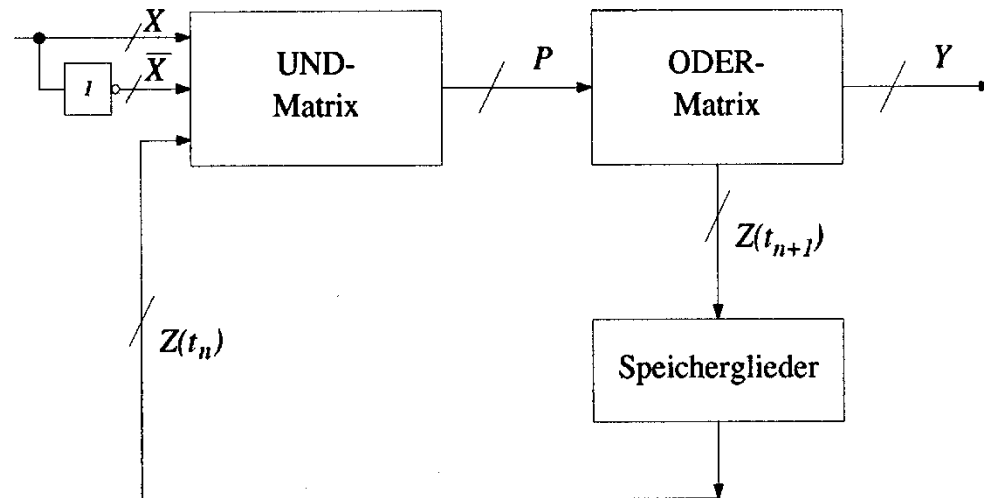 X
X̅
1
UND-
Matrix
P
ODER-
Matrix
Y
Z(tₙ₊₁)
Z(tₙ)
Speicherglieder